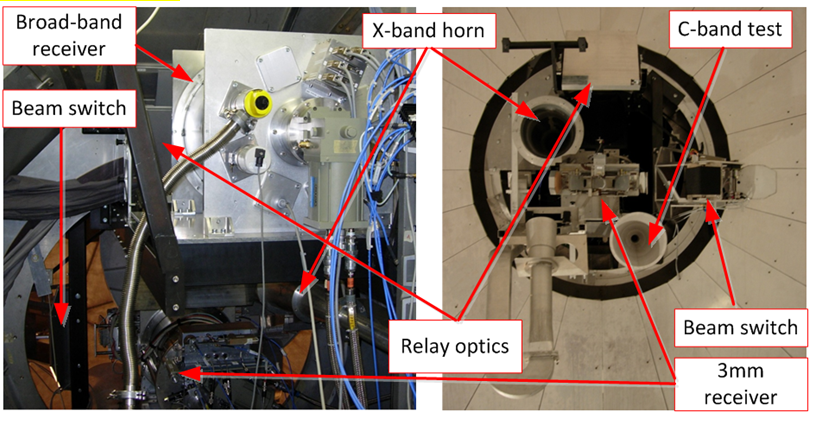 Broad-band
receiver
X-band horn
C-band test
Beam switch
Relay optics
Beam switch
3mm
receiver